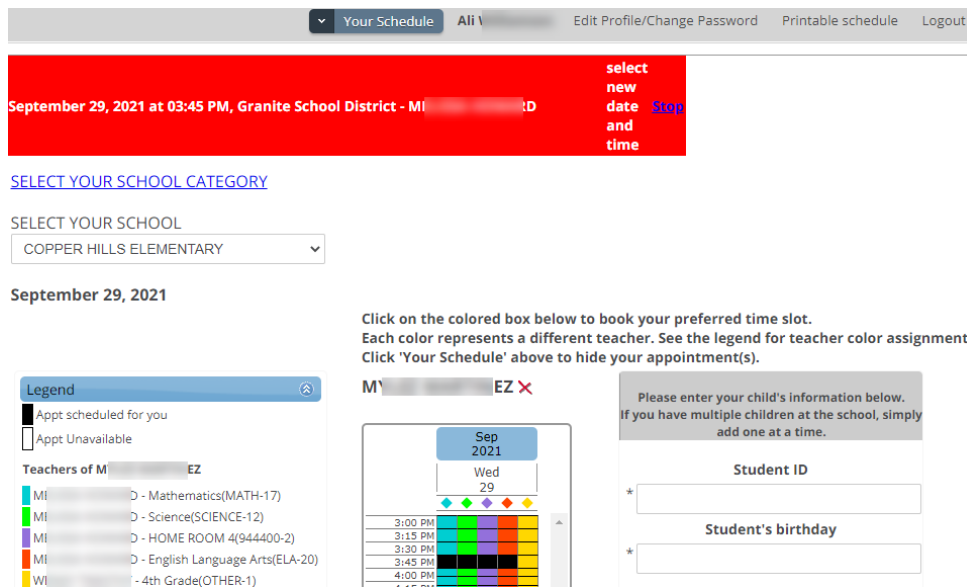 Your Schedule Ali Edit Profile/Change Password Printable schedule Logout
September 29, 2021 at 03:45 PM, Granite School District -
select
new
date
and
time
Stop
SELECT YOUR SCHOOL CATEGORY
SELECT YOUR SCHOOL
COPPER HILLS ELEMENTARY
September 29, 2021
Click on the colored box below to book your preferred time slot.
Each color represents a different teacher. See the legend for teacher color assignment
Click 'Your Schedule' above to hide your appointment(s).
Legend
Appt scheduled for you
Appt Unavailable
Teachers of
- Mathematics(MATH-17)
- Science(SCIENCE-12)
- HOME ROOM 4(944400-2)
- English Language Arts(ELA-20)
- 4th Grade(OTHER-1)
Sep
2021
Wed
29
3:00 PM
3:15 PM
3:30 PM
3:45 PM
4:00 PM
Please enter your child's information below.
If you have multiple children at the school, simply
add one at a time.
Student ID
*
Student's birthday
*